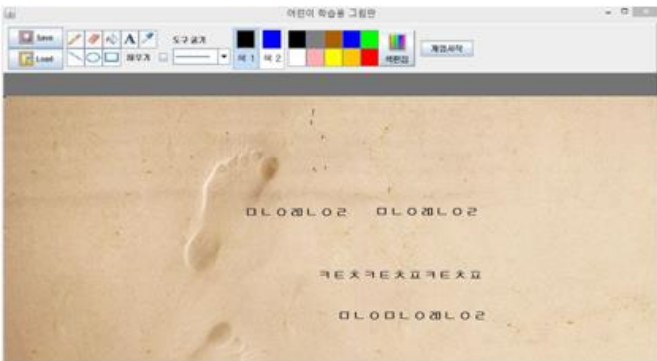 어린이 학습용 그림판
Save A 도구 굵기
Load 채우기 색 1 색 2 색편집 게임시작
ㅁㄴㅇㄹㄴㅇㄹ ㅁㄴㅇㄹㄴㅇㄹ
ㅋㅌㅊㅋㅌㅊㅍㅋㅌㅊㅍ
ㅁㄴㅇㅁㄴㅇㄹㄴㅇㄹ